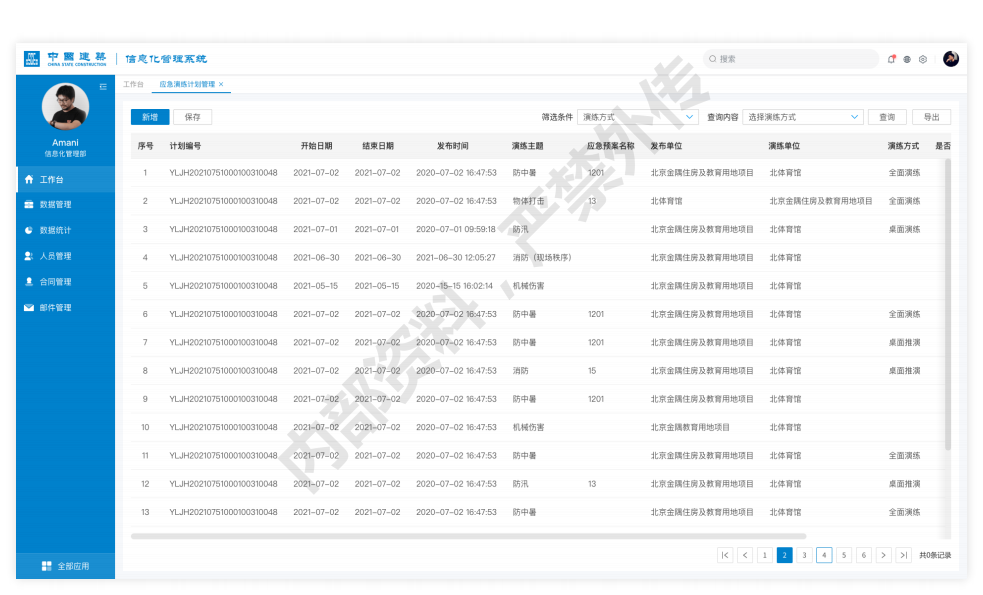 中国建筑 信息化管理系统 搜索
CHINA STATE CONSTRUCTION
工作台 应急演练计划管理 ×
Amani
信息化管理部
工作台
数据管理
数据统计
人员管理
合同管理
邮件管理
全部应用
新增 保存 筛选条件 演练方式 查询内容 选择演练方式 查询 导出
序号 计划编号 开始日期 结束日期 发布时间 演练主题 应急预案名称 发布单位 演练单位 演练方式 是否
1 YLJH20210751000100310048 2021-07-02 2021-07-02 2020-07-02 16:47:53 防中暑 1201 北京金隅住房及教育用地项目 北体育馆 全面演练
2 YLJH20210751000100310048 2021-07-02 2021-07-02 2020-07-02 16:47:53 物体打击 13 北体育馆 北京金隅住房及教育用地项目 全面演练
3 YLJH20210751000100310048 2021-07-01 2021-07-01 2020-07-01 09:59:18 防汛 北京金隅住房及教育用地项目 北体育馆 桌面演练
4 YLJH20210751000100310048 2021-06-30 2021-06-30 2021-06-30 12:05:27 消防（现场秩序） 北京金隅住房及教育用地项目 北体育馆
5 YLJH20210751000100310048 2021-05-15 2021-05-15 2020-15-15 16:02:14 机械伤害 北京金隅住房及教育用地项目 北体育馆
6 YLJH20210751000100310048 2021-07-02 2021-07-02 2020-07-02 16:47:53 防中暑 1201 北京金隅住房及教育用地项目 北体育馆 全面演练
7 YLJH20210751000100310048 2021-07-02 2021-07-02 2020-07-02 16:47:53 防中暑 1201 北京金隅住房及教育用地项目 北体育馆 桌面推演
8 YLJH20210751000100310048 2021-07-02 2021-07-02 2020-07-02 16:47:53 消防 15 北京金隅住房及教育用地项目 北体育馆 桌面推演
9 YLJH20210751000100310048 2021-07-02 2021-07-02 2020-07-02 16:47:53 防中暑 1201 北京金隅住房及教育用地项目 北体育馆
10 YLJH20210751000100310048 2021-07-02 2021-07-02 2020-07-02 16:47:53 机械伤害 北京金隅教育用地项目 北体育馆
11 YLJH20210751000100310048 2021-07-02 2021-07-02 2020-07-02 16:47:53 防中暑 北京金隅住房及教育用地项目 北体育馆 全面演练
12 YLJH20210751000100310048 2021-07-02 2021-07-02 2020-07-02 16:47:53 防汛 13 北京金隅住房及教育用地项目 北体育馆 桌面推演
13 YLJH20210751000100310048 2021-07-02 2021-07-02 2020-07-02 16:47:53 防中暑 北京金隅住房及教育用地项目 北体育馆 全面演练
1 2 3 4 5 6 共0条记录
内部资料，严禁外传